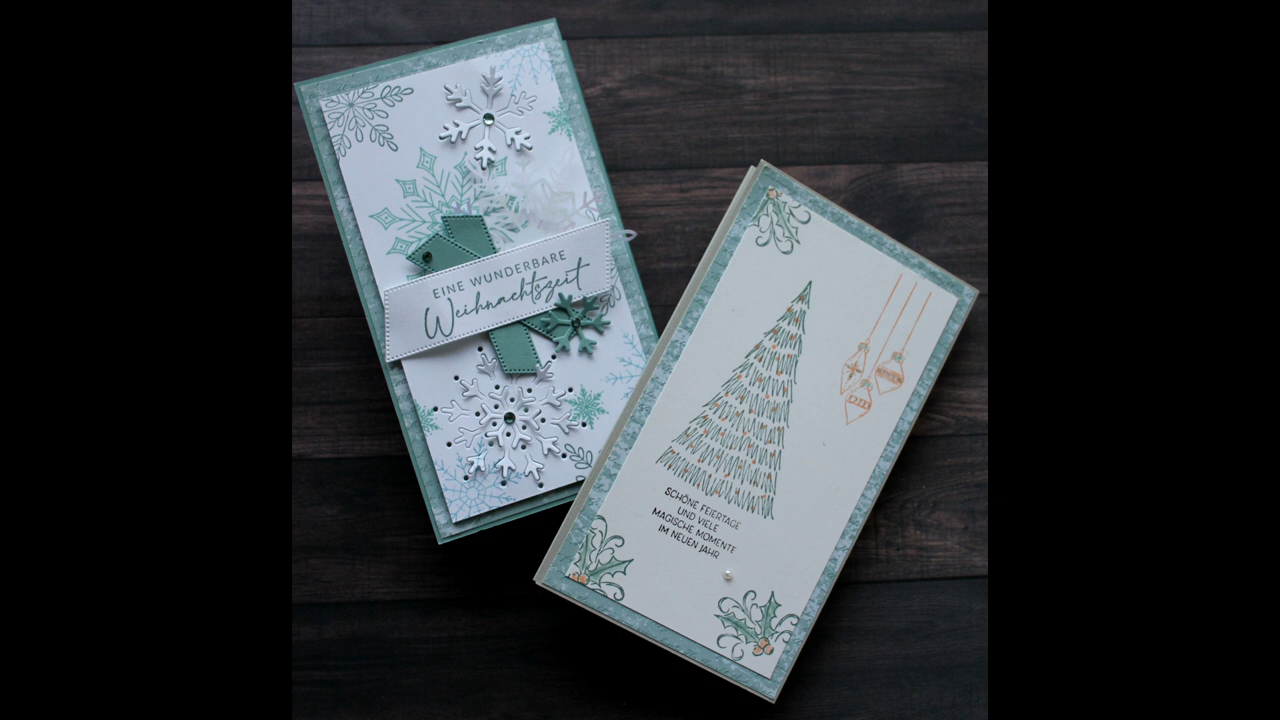 EINE WUNDERBARE
Weihnachtszeit
SCHÖNE FEIERTAGE
UND VIELE
MAGISCHE MOMENTE
IM NEUEN JAHR